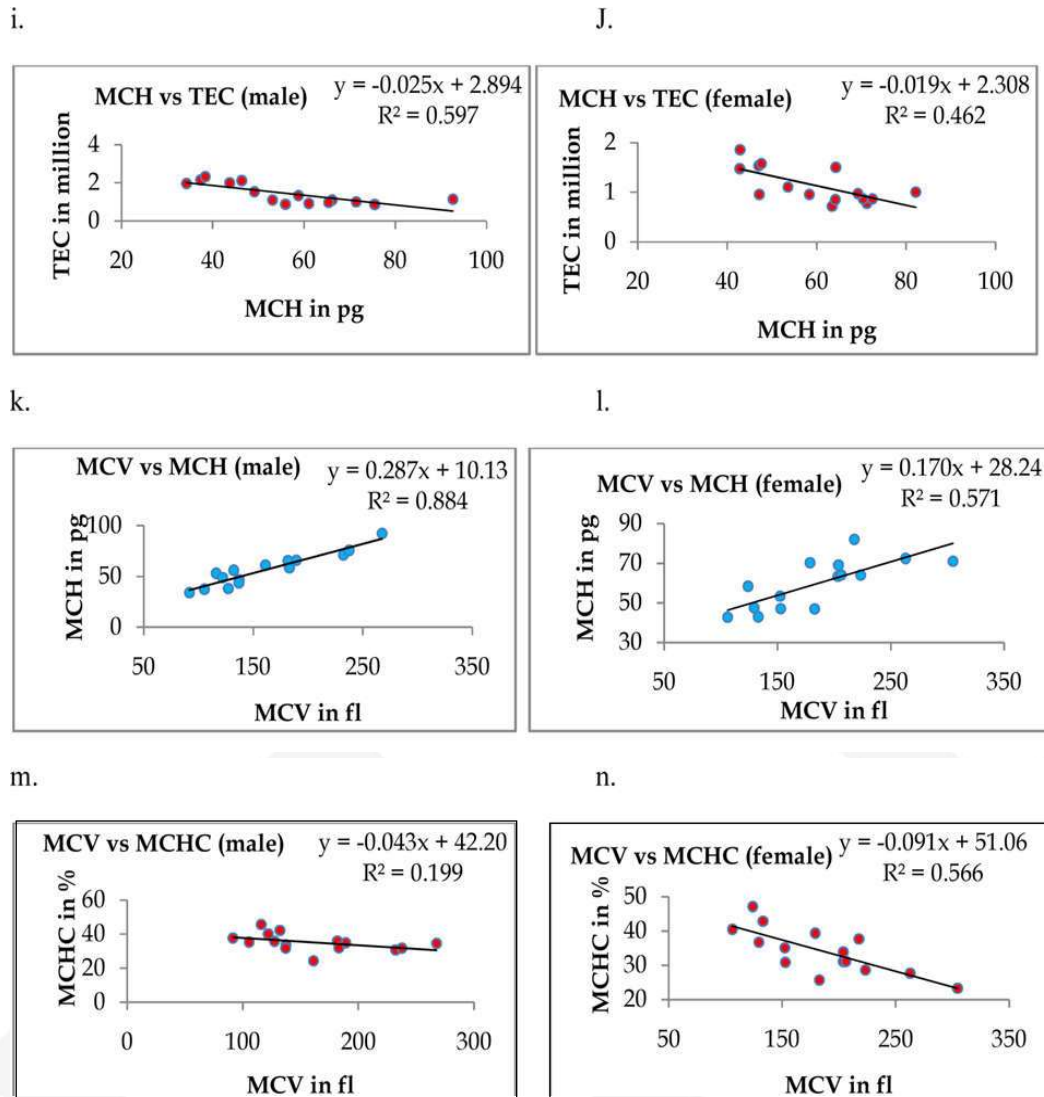 i.
J.
MCH vs TEC (male)
y = -0.025x + 2.894
R² = 0.597
TEC in million
4
2
0
20 40 60 80 100
MCH in pg
MCH vs TEC (female)
y = -0.019x + 2.308
R² = 0.462
TEC in million
2
1
0
20 40 60 80 100
MCH in pg
k.
l.
MCV vs MCH (male)
y = 0.287x + 10.13
R² = 0.884
MCH in pg
100
50
0
50 150 250 350
MCV in fl
MCV vs MCH (female)
y = 0.170x + 28.24
R² = 0.571
MCH in pg
90
70
50
30
50 150 250 350
MCV in fl
m.
n.
MCV vs MCHC (male)
y = -0.043x + 42.20
R² = 0.199
MCHC in %
60
40
20
0
0 100 200 300
MCV in fl
MCV vs MCHC (female)
y = -0.091x + 51.06
R² = 0.566
MCHC in %
50
40
30
20
50 150 250 350
MCV in fl